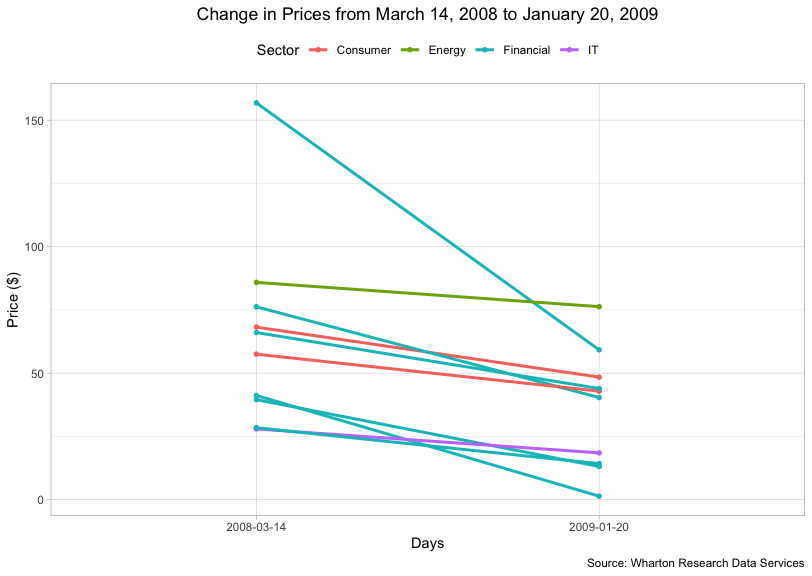 Change in Prices from March 14, 2008 to January 20, 2009
Sector Consumer Energy Financial IT
Price ($)
150
100
50
0
2008-03-14 2009-01-20
Days
Source: Wharton Research Data Services